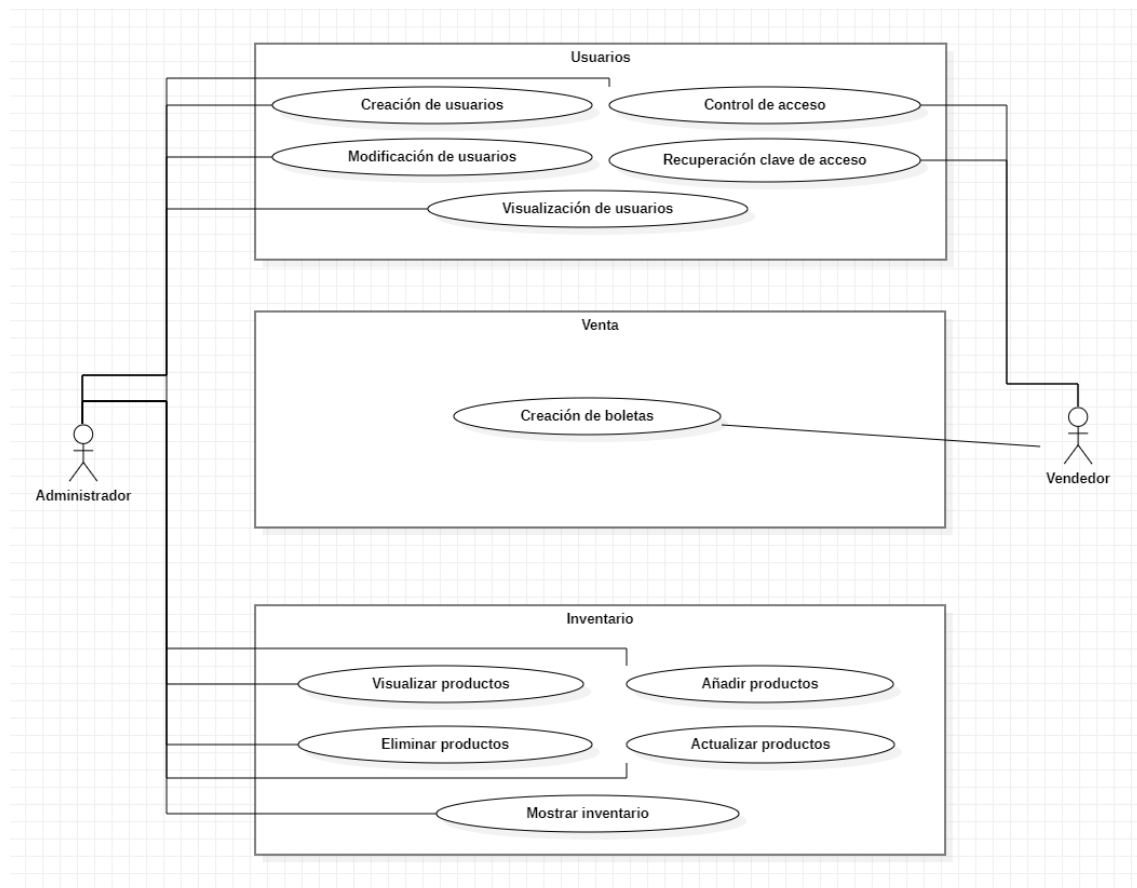 Usuarios
Creación de usuarios
Control de acceso
Modificación de usuarios
Recuperación clave de acceso
Visualización de usuarios
Venta
Creación de boletas
Administrador
Vendedor
Inventario
Visualizar productos
Añadir productos
Eliminar productos
Actualizar productos
Mostrar inventario